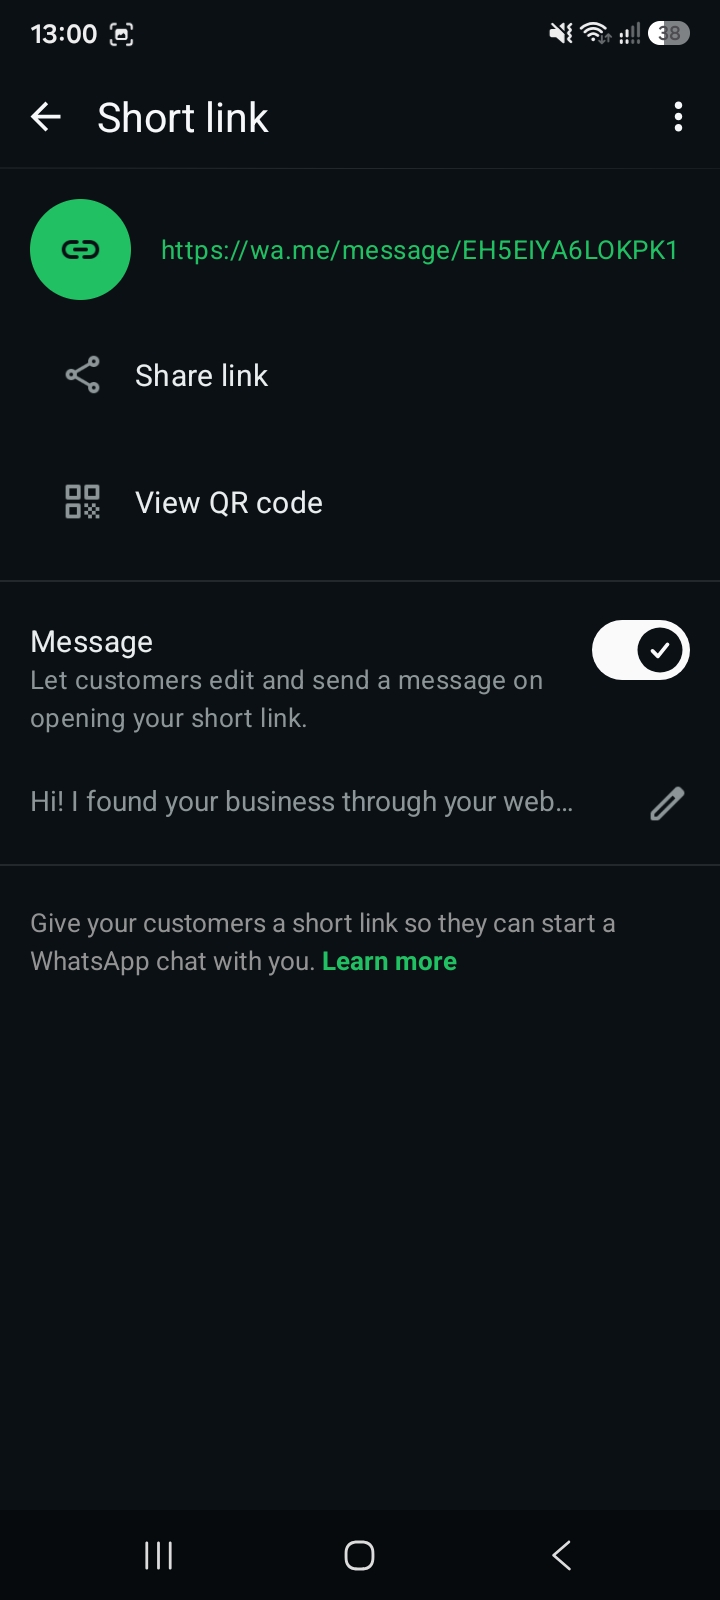 13:00
38
Short link
https://wa.me/message/EH5EIYA6LOKPK1
Share link
View QR code
Message
Let customers edit and send a message on
opening your short link.
Hi! I found your business through your web...
Give your customers a short link so they can start a
WhatsApp chat with you. Learn more